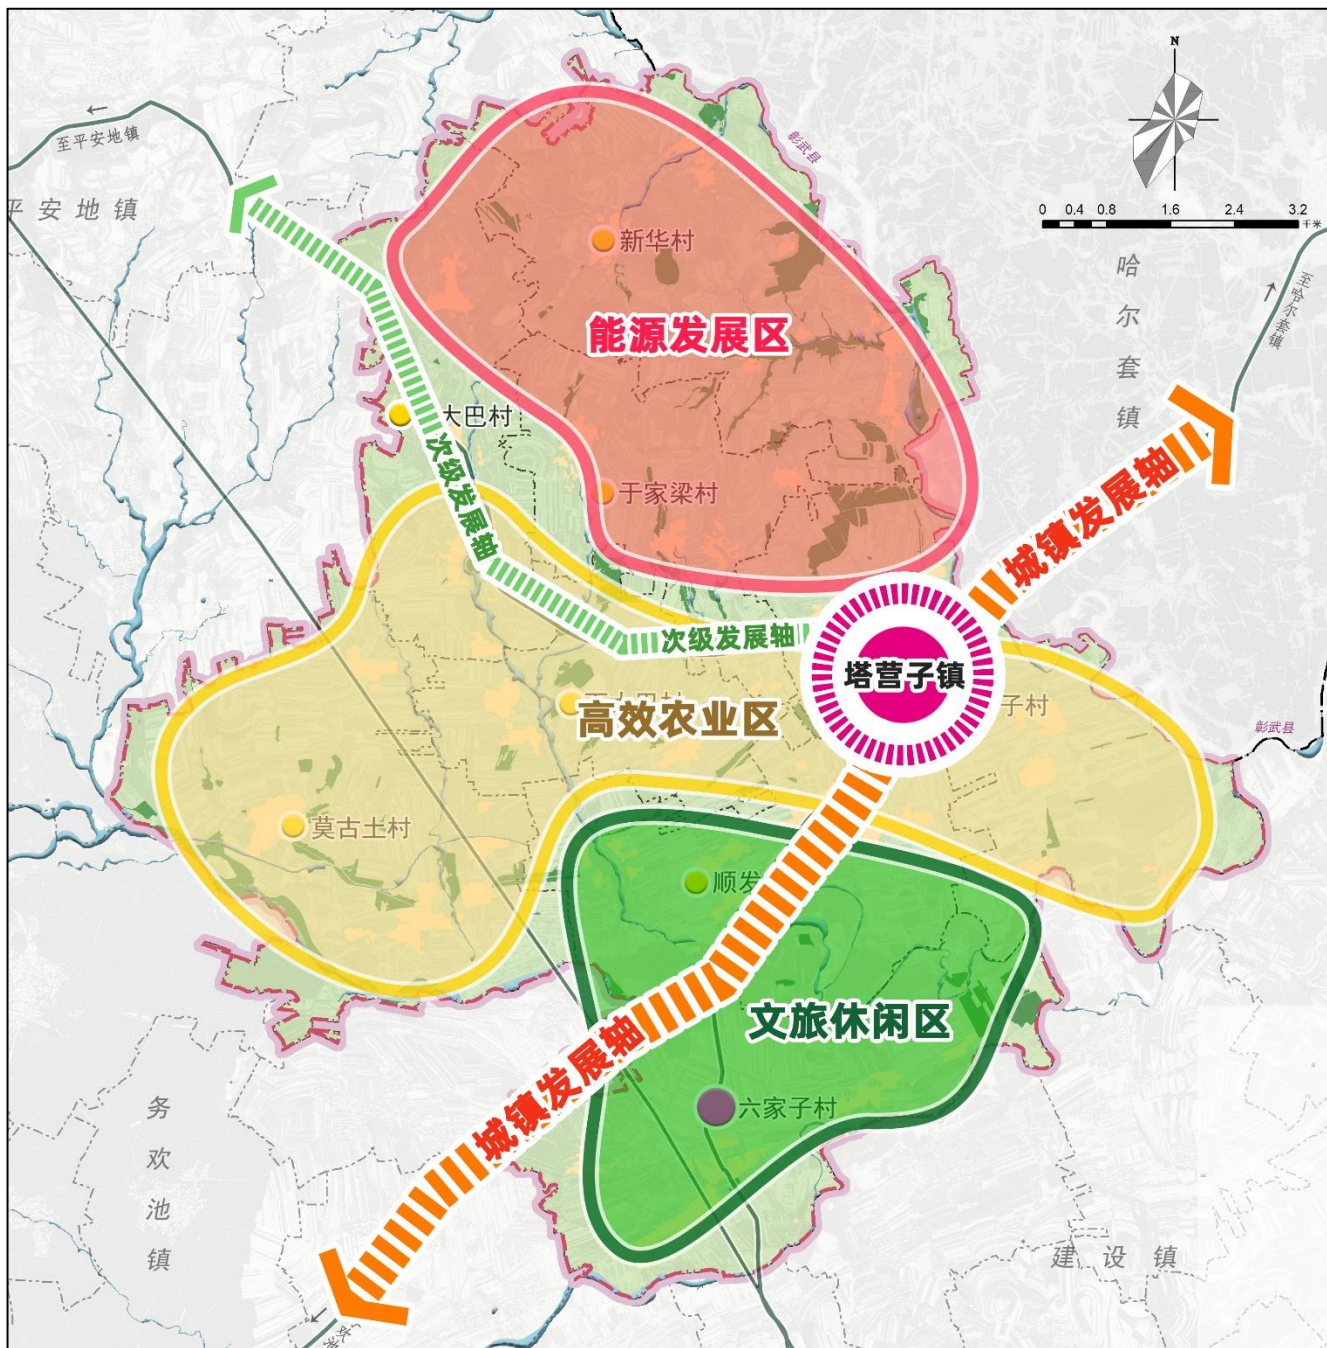 N
0 0.4 0.8 1.6 2.4 3.2
千米
至平安地镇
平安地镇
彰武县
新华村
哈尔套镇
至哈尔套镇
能源发展区
大巴村
次级发展轴
于家梁村
城镇发展轴
次级发展轴
塔营子镇
高效农业区
子村
彰武县
莫古土村
顺发
文旅休闲区
城镇发展轴
六家子村
务欢池镇
建设镇